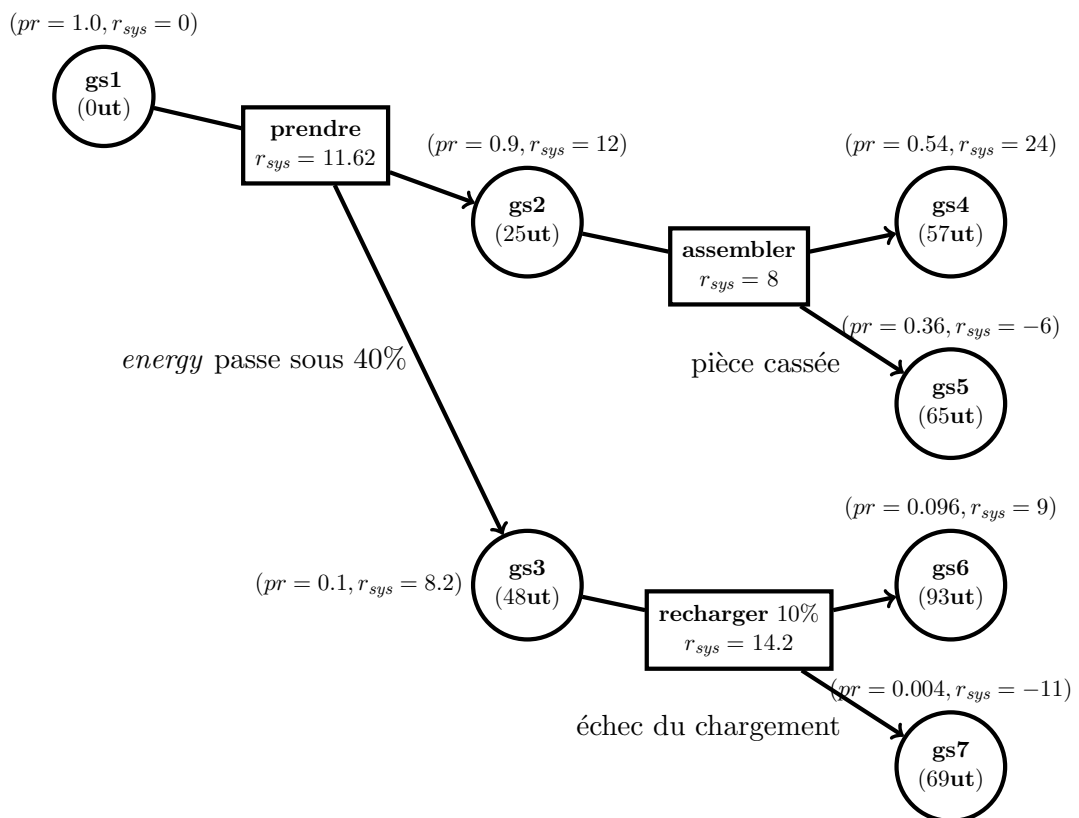 (pr = 1.0, r_sys = 0)
gs1
(0ut)
prendre
r_sys = 11.62
(pr = 0.9, r_sys = 12)
gs2
(25ut)
assembler
r_sys = 8
(pr = 0.54, r_sys = 24)
gs4
(57ut)
(pr = 0.36, r_sys = −6)
energy passe sous 40%
pièce cassée
gs5
(65ut)
(pr = 0.1, r_sys = 8.2)
gs3
(48ut)
recharger 10%
r_sys = 14.2
(pr = 0.096, r_sys = 9)
gs6
(93ut)
(pr = 0.004, r_sys = −11)
échec du chargement
gs7
(69ut)